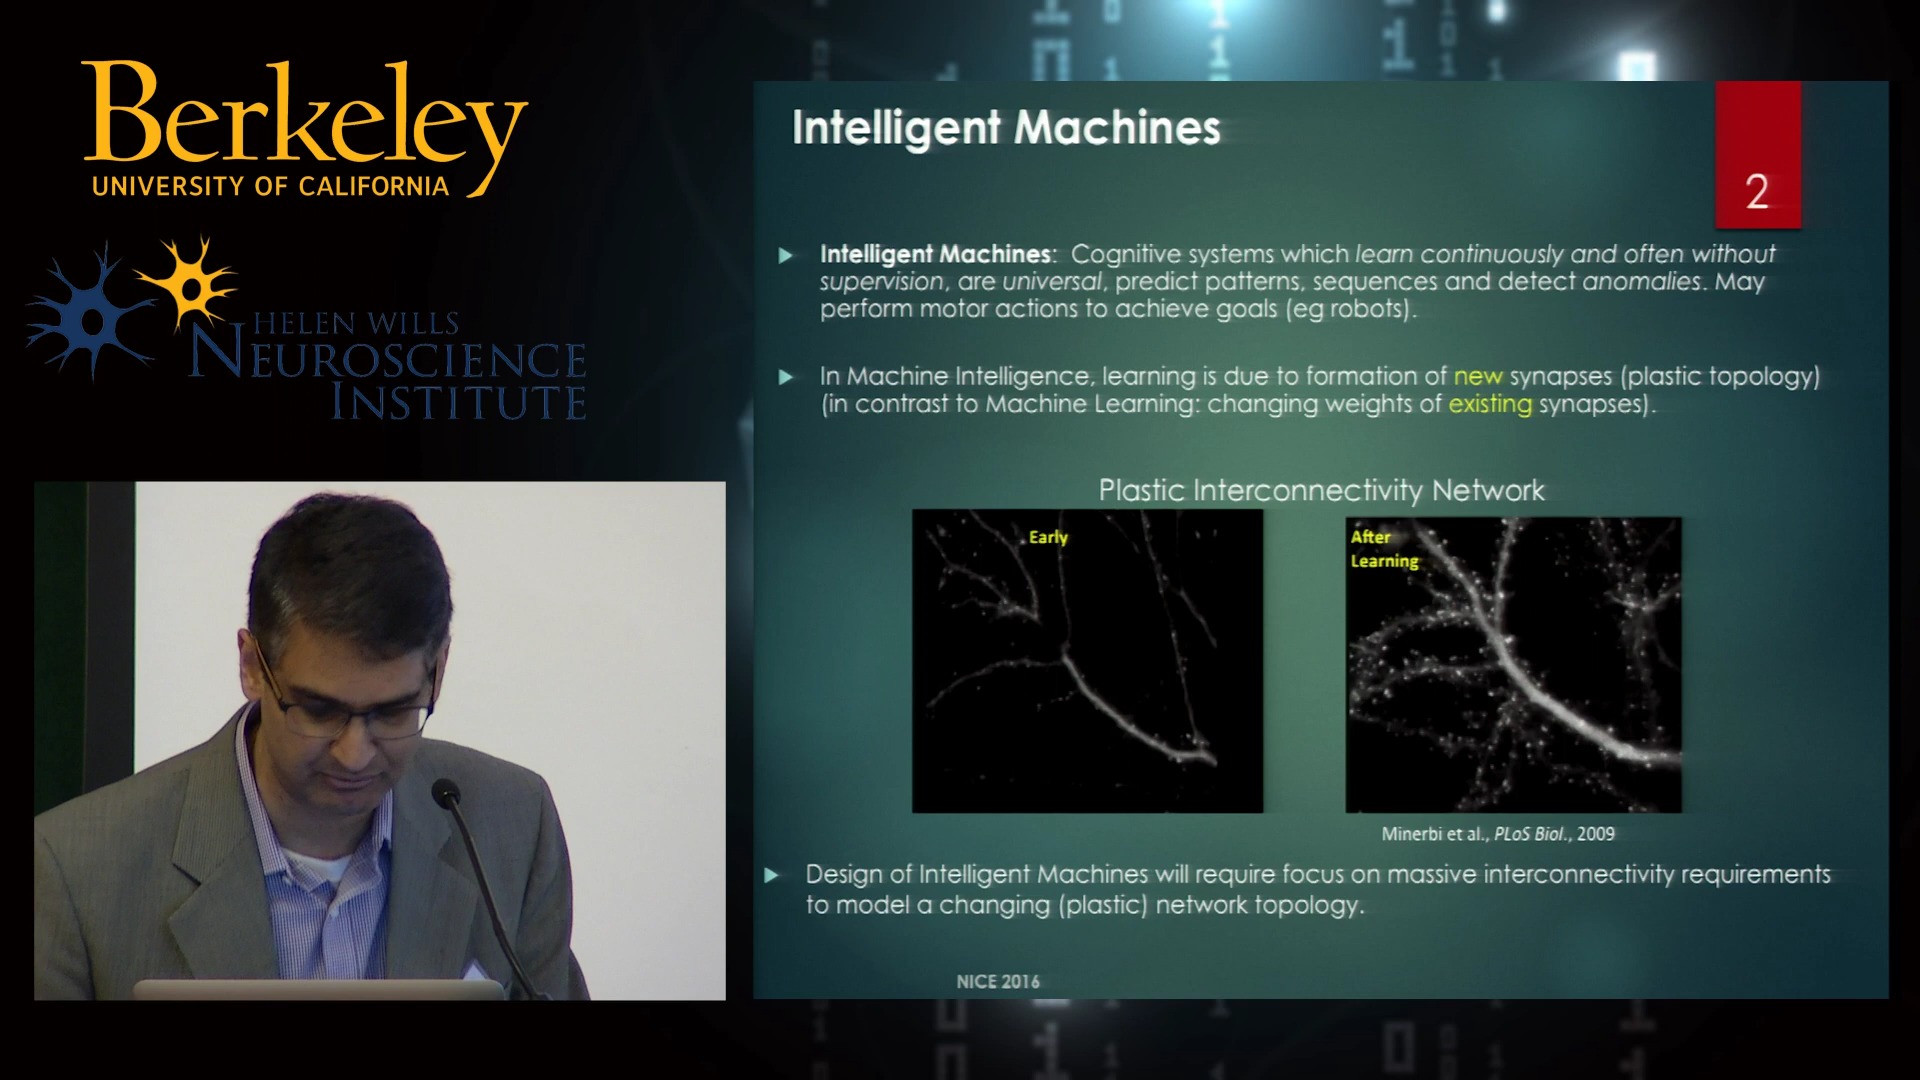 Berkeley
UNIVERSITY OF CALIFORNIA
HELEN WILLS
NEUROSCIENCE
INSTITUTE
Intelligent Machines
2
Intelligent Machines: Cognitive systems which learn continuously and often without
supervision, are universal, predict patterns, sequences and detect anomalies. May
perform motor actions to achieve goals (eg robots).
In Machine Intelligence, learning is due to formation of new synapses (plastic topology)
(in contrast to Machine Learning: changing weights of existing synapses).
Plastic Interconnectivity Network
Early
After
Learning
Minerbi et al., PLoS Biol., 2009
Design of Intelligent Machines will require focus on massive interconnectivity requirements
to model a changing (plastic) network topology.
NICE 2016